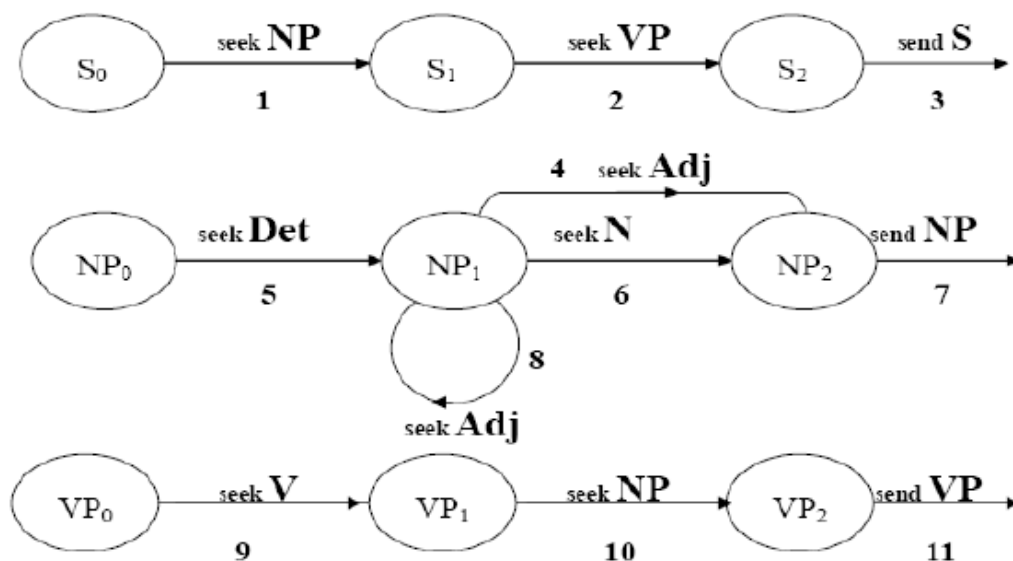 S₀ seek NP S₁ seek VP S₂ send S
1 2 3
4 seek Adj
NP₀ seek Det NP₁ seek N NP₂ send NP
5 6 7
8
seek Adj
VP₀ seek V VP₁ seek NP VP₂ send VP
9 10 11